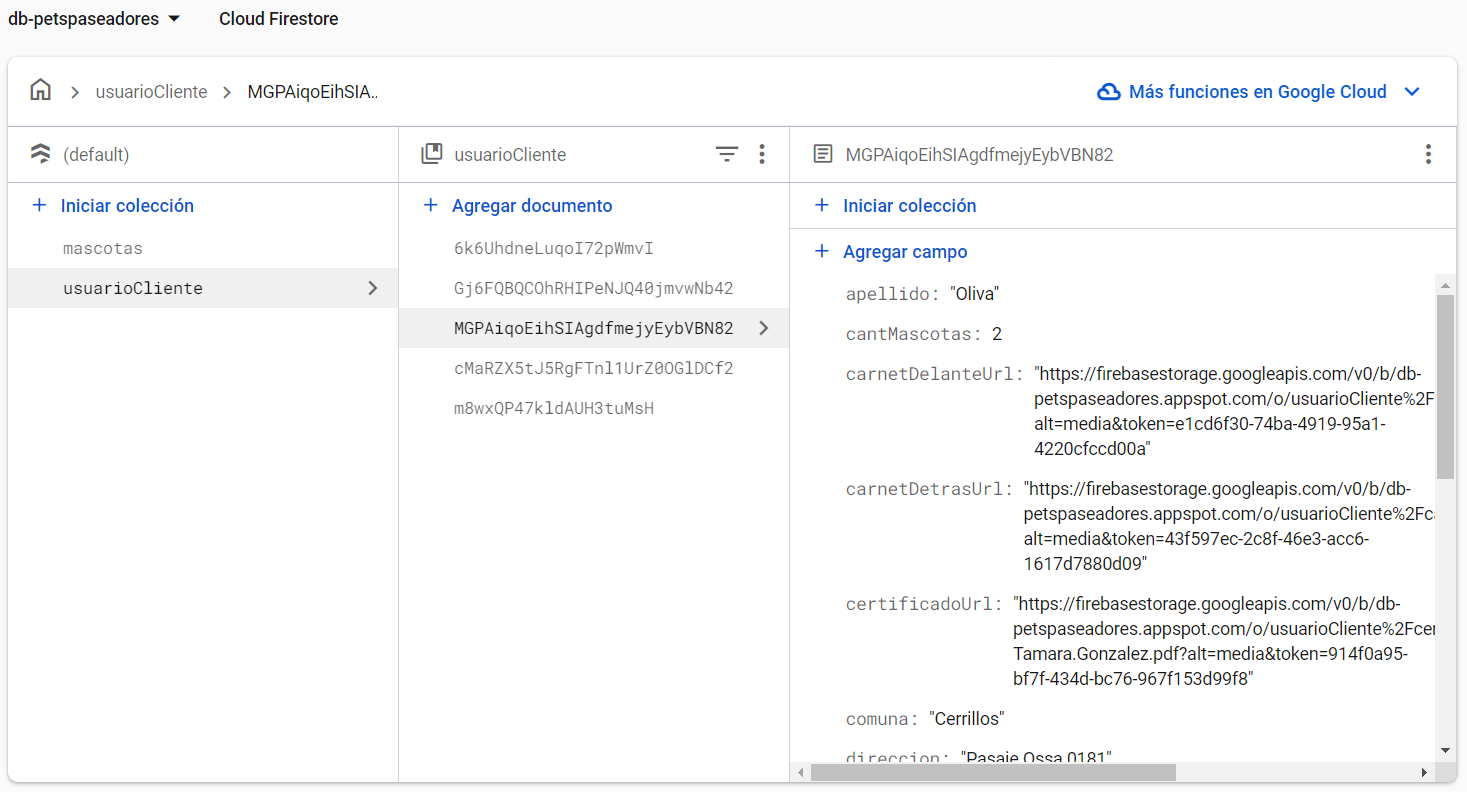 db-petspaseadores
Cloud Firestore
usuarioCliente
MGPAiqoEihSIA..
Más funciones en Google Cloud
(default)
Iniciar colección
mascotas
usuarioCliente
usuarioCliente
Agregar documento
6k6UhdneLuqoI72pWmvI
Gj6FQBQCOhRHIPeNJQ40jmvwNb42
MGPAiqoEihSIAgdfmejyEybVBN82
cMaRZX5tJ5RgFTnl1UrZ0OGlDCf2
m8wxQP47kldAUH3tuMsH
MGPAiqoEihSIAgdfmejyEybVBN82
Iniciar colección
Agregar campo
apellido: "Oliva"
cantMascotas: 2
carnetDelanteUrl: "https://firebasestorage.googleapis.com/v0/b/db-
petspaseadores.appspot.com/o/usuarioCliente%2F
alt=media&token=e1cd6f30-74ba-4919-95a1-
4220cfccd00a"
carnetDetrasUrl: "https://firebasestorage.googleapis.com/v0/b/db-
petspaseadores.appspot.com/o/usuarioCliente%2Fca
alt=media&token=43f597ec-2c8f-46e3-acc6-
1617d7880d09"
certificadoUrl: "https://firebasestorage.googleapis.com/v0/b/db-
petspaseadores.appspot.com/o/usuarioCliente%2Fcer
Tamara.Gonzalez.pdf?alt=media&token=914f0a95-
bf7f-434d-bc76-967f153d99f8"
comuna: "Cerrillos"
direccion: "Pasaje Ossa 0181"